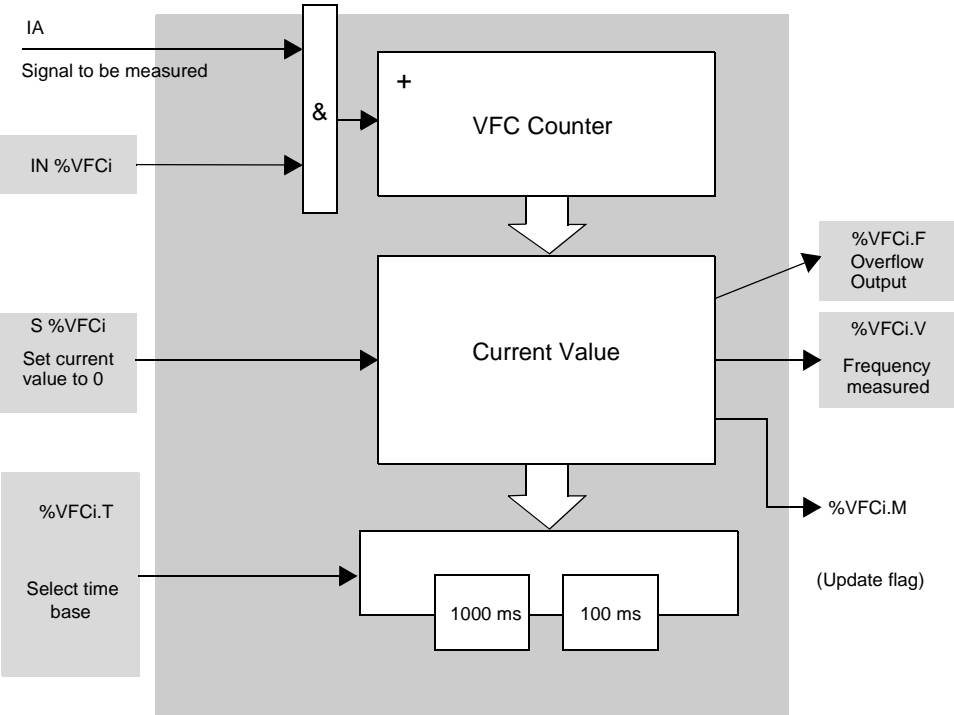 IA
Signal to be measured
&
+
VFC Counter
IN %VFCi
%VFCi.F
Overflow
Output
S %VFCi
Set current
value to 0
Current Value
%VFCi.V
Frequency
measured
%VFCi.T
Select time
base
1000 ms
100 ms
%VFCi.M
(Update flag)